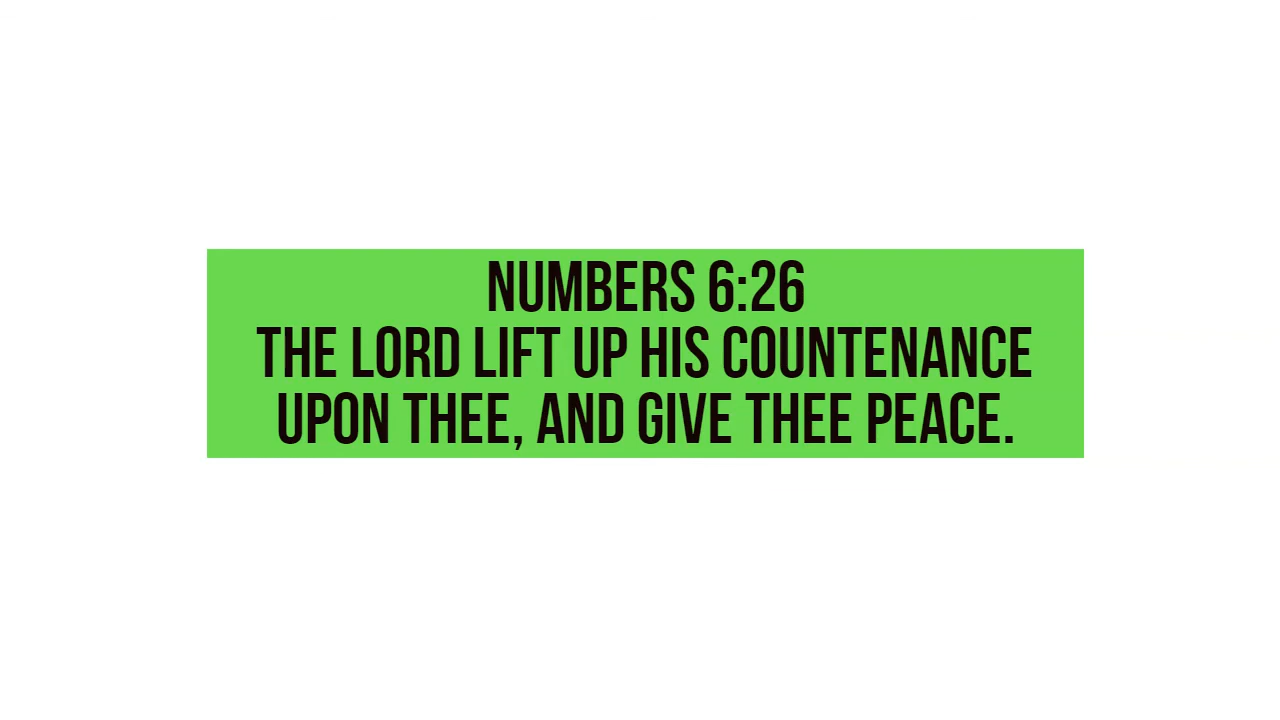 NUMBERS 6:26
THE LORD LIFT UP HIS COUNTENANCE
UPON THEE, AND GIVE THEE PEACE.